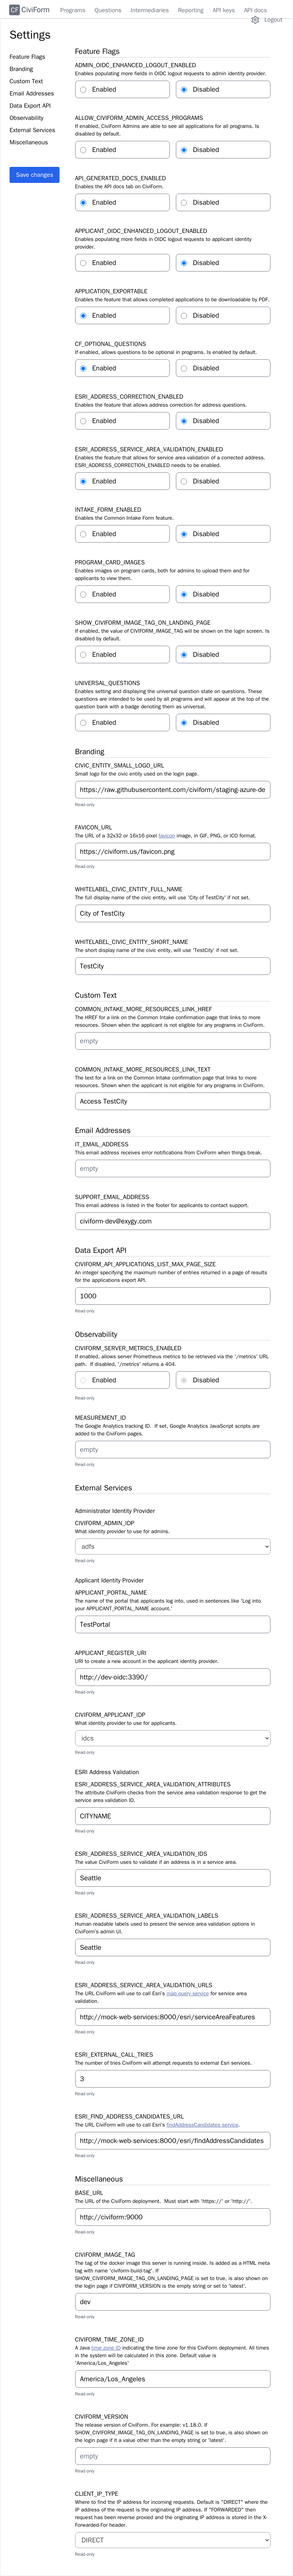 CF CiviForm Programs Questions Intermediaries Reporting API keys API docs
Logout
Settings
Feature Flags
Branding
Custom Text
Email Addresses
Data Export API
Observability
External Services
Miscellaneous
Save changes
Feature Flags
ADMIN_OIDC_ENHANCED_LOGOUT_ENABLED
Enables populating more fields in OIDC logout requests to admin identity provider.
Enabled Disabled
ALLOW_CIVIFORM_ADMIN_ACCESS_PROGRAMS
If enabled, CiviForm Admins are able to see all applications for all programs. Is
disabled by default.
Enabled Disabled
API_GENERATED_DOCS_ENABLED
Enables the API docs tab on CiviForm.
Enabled Disabled
APPLICANT_OIDC_ENHANCED_LOGOUT_ENABLED
Enables populating more fields in OIDC logout requests to applicant identity
provider.
Enabled Disabled
APPLICATION_EXPORTABLE
Enables the feature that allows completed applications to be downloadable by PDF.
Enabled Disabled
CF_OPTIONAL_QUESTIONS
If enabled, allows questions to be optional in programs. Is enabled by default.
Enabled Disabled
ESRI_ADDRESS_CORRECTION_ENABLED
Enables the feature that allows address correction for address questions.
Enabled Disabled
ESRI_ADDRESS_SERVICE_AREA_VALIDATION_ENABLED
Enables the feature that allows for service area validation of a corrected address.
ESRI_ADDRESS_CORRECTION_ENABLED needs to be enabled.
Enabled Disabled
INTAKE_FORM_ENABLED
Enables the Common Intake Form feature.
Enabled Disabled
PROGRAM_CARD_IMAGES
Enables images on program cards, both for admins to upload them and for
applicants to view them.
Enabled Disabled
SHOW_CIVIFORM_IMAGE_TAG_ON_LANDING_PAGE
If enabled, the value of CIVIFORM_IMAGE_TAG will be shown on the login screen. Is
disabled by default.
Enabled Disabled
UNIVERSAL_QUESTIONS
Enables setting and displaying the universal question state on questions. These
questions are intended to be used by all programs and will appear at the top of the
question bank with a badge denoting them as universal.
Enabled Disabled
Branding
CIVIC_ENTITY_SMALL_LOGO_URL
Small logo for the civic entity used on the login page.
https://raw.githubusercontent.com/civiform/staging-azure-de
Read-only
FAVICON_URL
The URL of a 32x32 or 16x16 pixel favicon image, in GIF, PNG, or ICO format.
https://civiform.us/favicon.png
Read-only
WHITELABEL_CIVIC_ENTITY_FULL_NAME
The full display name of the civic entity, will use 'City of TestCity' if not set.
City of TestCity
WHITELABEL_CIVIC_ENTITY_SHORT_NAME
The short display name of the civic entity, will use 'TestCity' if not set.
TestCity
Custom Text
COMMON_INTAKE_MORE_RESOURCES_LINK_HREF
The HREF for a link on the Common Intake confirmation page that links to more
resources. Shown when the applicant is not eligible for any programs in CiviForm.
empty
COMMON_INTAKE_MORE_RESOURCES_LINK_TEXT
The text for a link on the Common Intake confirmation page that links to more
resources. Shown when the applicant is not eligible for any programs in CiviForm.
Access TestCity
Email Addresses
IT_EMAIL_ADDRESS
This email address receives error notifications from CiviForm when things break.
empty
SUPPORT_EMAIL_ADDRESS
This email address is listed in the footer for applicants to contact support.
civiform-dev@exygy.com
Data Export API
CIVIFORM_API_APPLICATIONS_LIST_MAX_PAGE_SIZE
An integer specifying the maximum number of entries returned in a page of results
for the applications export API.
1000
Read-only
Observability
CIVIFORM_SERVER_METRICS_ENABLED
If enabled, allows server Prometheus metrics to be retrieved via the '/metrics' URL
path. If disabled, '/metrics' returns a 404.
Enabled Disabled
Read-only
MEASUREMENT_ID
The Google Analytics tracking ID. If set, Google Analytics JavaScript scripts are
added to the CiviForm pages.
empty
Read-only
External Services
Administrator Identity Provider
CIVIFORM_ADMIN_IDP
What identity provider to use for admins.
adfs
Read-only
Applicant Identity Provider
APPLICANT_PORTAL_NAME
The name of the portal that applicants log into, used in sentences like 'Log into
your APPLICANT_PORTAL_NAME account.'
TestPortal
APPLICANT_REGISTER_URI
URI to create a new account in the applicant identity provider.
http://dev-oidc:3390/
Read-only
CIVIFORM_APPLICANT_IDP
What identity provider to use for applicants.
idcs
Read-only
ESRI Address Validation
ESRI_ADDRESS_SERVICE_AREA_VALIDATION_ATTRIBUTES
The attribute CiviForm checks from the service area validation response to get the
service area validation ID.
CITYNAME
Read-only
ESRI_ADDRESS_SERVICE_AREA_VALIDATION_IDS
The value CiviForm uses to validate if an address is in a service area.
Seattle
Read-only
ESRI_ADDRESS_SERVICE_AREA_VALIDATION_LABELS
Human readable labels used to present the service area validation options in
CiviForm's admin UI.
Seattle
Read-only
ESRI_ADDRESS_SERVICE_AREA_VALIDATION_URLS
The URL CiviForm will use to call Esri's map query service for service area
validation.
http://mock-web-services:8000/esri/serviceAreaFeatures
Read-only
ESRI_EXTERNAL_CALL_TRIES
The number of tries CiviForm will attempt requests to external Esri services.
3
Read-only
ESRI_FIND_ADDRESS_CANDIDATES_URL
The URL CiviForm will use to call Esri's findAddressCandidates service.
http://mock-web-services:8000/esri/findAddressCandidates
Read-only
Miscellaneous
BASE_URL
The URL of the CiviForm deployment. Must start with 'https://' or 'http://'.
http://civiform:9000
Read-only
CIVIFORM_IMAGE_TAG
The tag of the docker image this server is running inside. Is added as a HTML meta
tag with name 'civiform-build-tag'. If
SHOW_CIVIFORM_IMAGE_TAG_ON_LANDING_PAGE is set to true, is also shown on
the login page if CIVIFORM_VERSION is the empty string or set to 'latest'.
dev
Read-only
CIVIFORM_TIME_ZONE_ID
A Java time zone ID indicating the time zone for this CiviForm deployment. All times
in the system will be calculated in this zone. Default value is
'America/Los_Angeles'
America/Los_Angeles
Read-only
CIVIFORM_VERSION
The release version of CiviForm. For example: v1.18.0. If
SHOW_CIVIFORM_IMAGE_TAG_ON_LANDING_PAGE is set to true, is also shown on
the login page if it a value other than the empty string or 'latest'.
empty
Read-only
CLIENT_IP_TYPE
Where to find the IP address for incoming requests. Default is "DIRECT" where the
IP address of the request is the originating IP address. If "FORWARDED" then
request has been reverse proxied and the originating IP address is stored in the X-
Forwarded-For header.
DIRECT
Read-only